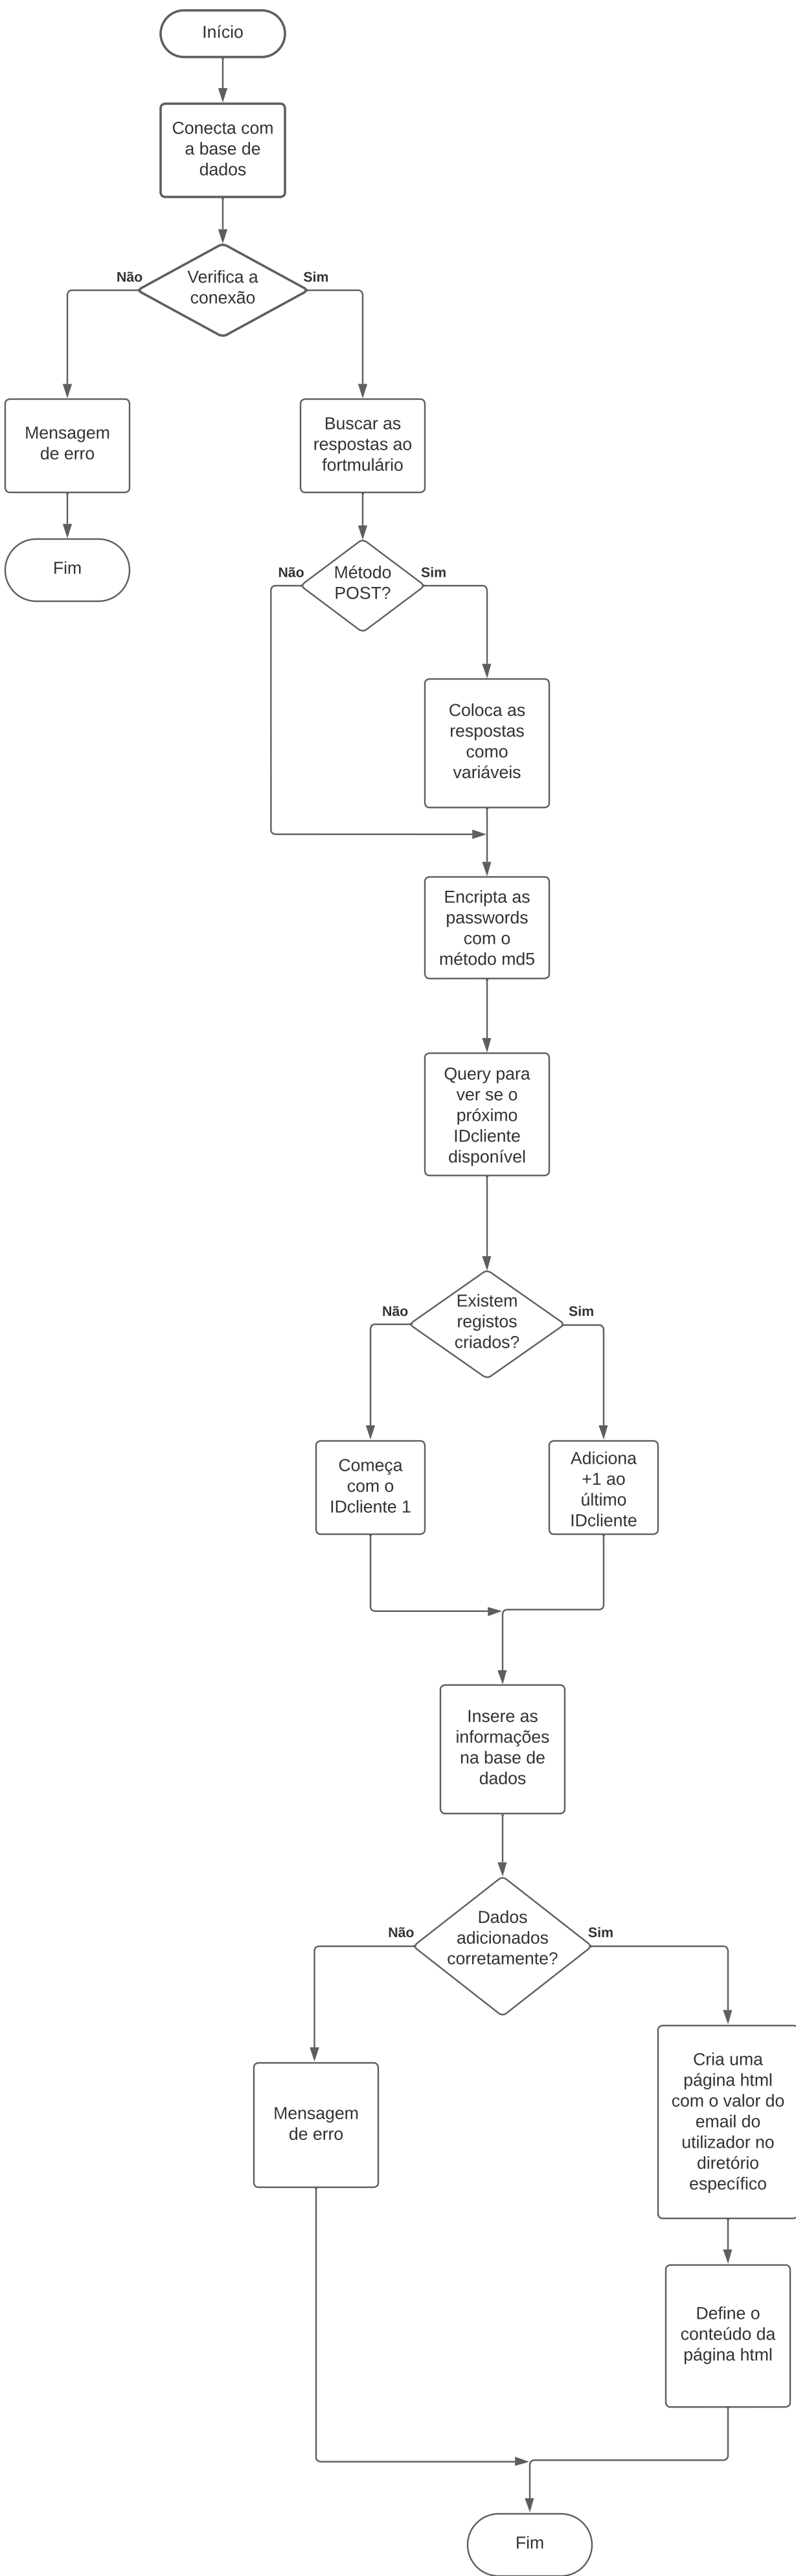 Início
Conecta com
a base de
dados
Não
Verifica a
conexão
Sim
Mensagem
de erro
Fim
Buscar as
respostas ao
fortmulário
Não
Método
POST?
Sim
Coloca as
respostas
como
variáveis
Encripta as
passwords
com o
método md5
Query para
ver se o
próximo
IDcliente
disponível
Não
Existem
registos
criados?
Sim
Começa
com o
IDcliente 1
Adiciona
+1 ao
último
IDcliente
Insere as
informações
na base de
dados
Não
Dados
adicionados
corretamente?
Sim
Mensagem
de erro
Cria uma
página html
com o valor do
email do
utilizador no
diretório
específico
Define o
conteúdo da
página html
Fim